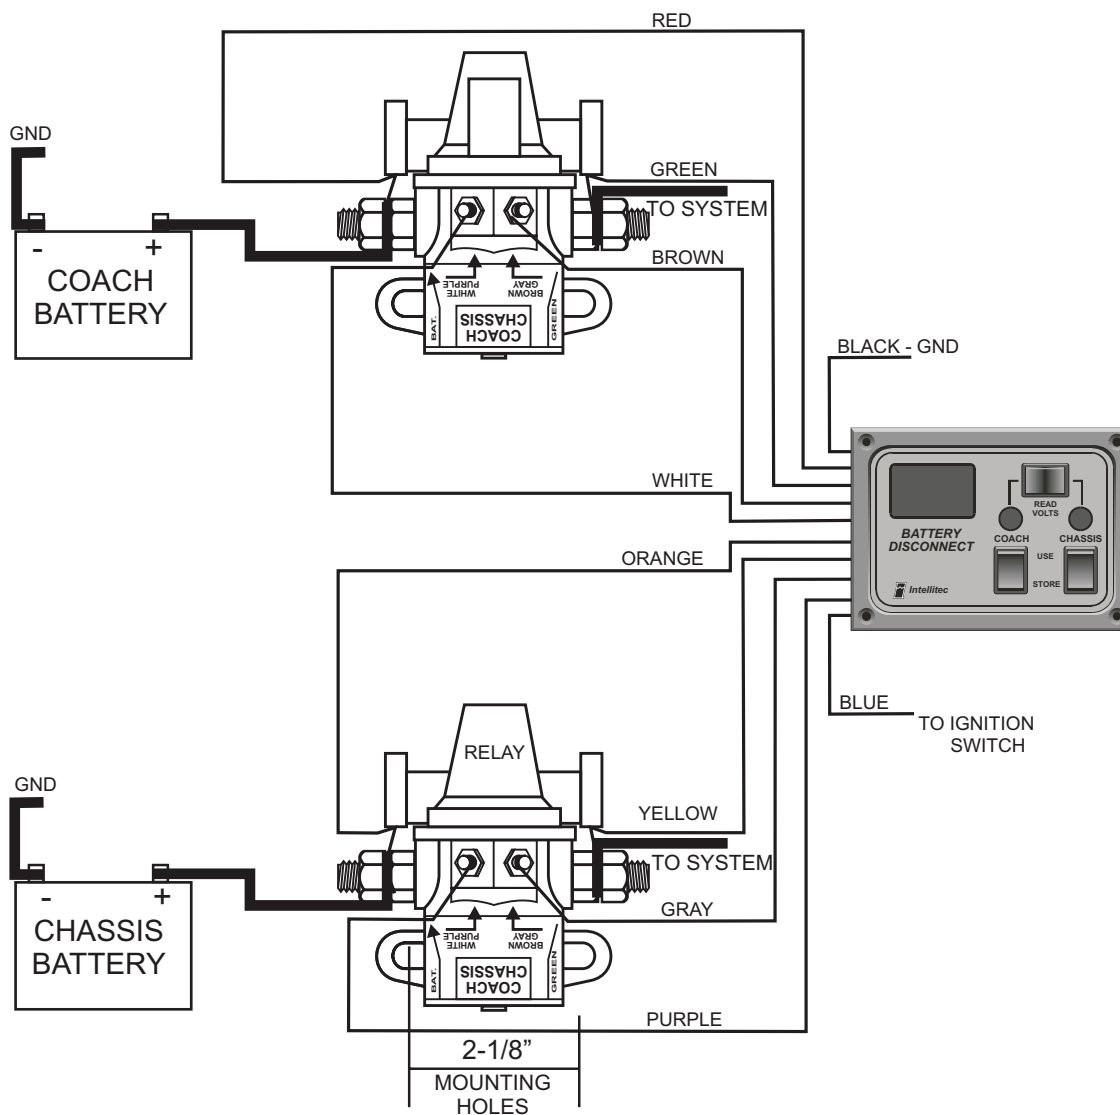 RED
GND
GREEN
TO SYSTEM
BROWN
- +
COACH
BATTERY
WHITE
PURPLE
BROWN
GRAY
BAT.
COACH
CHASSIS
GREEN
BLACK - GND
WHITE
READ
VOLTS
BATTERY
DISCONNECT
COACH
CHASSIS
USE
STORE
Intellitec
ORANGE
BLUE
TO IGNITION
SWITCH
RELAY
GND
YELLOW
TO SYSTEM
- +
CHASSIS
BATTERY
GRAY
WHITE
PURPLE
BROWN
GRAY
BAT.
COACH
CHASSIS
GREEN
PURPLE
2-1/8”
MOUNTING
HOLES